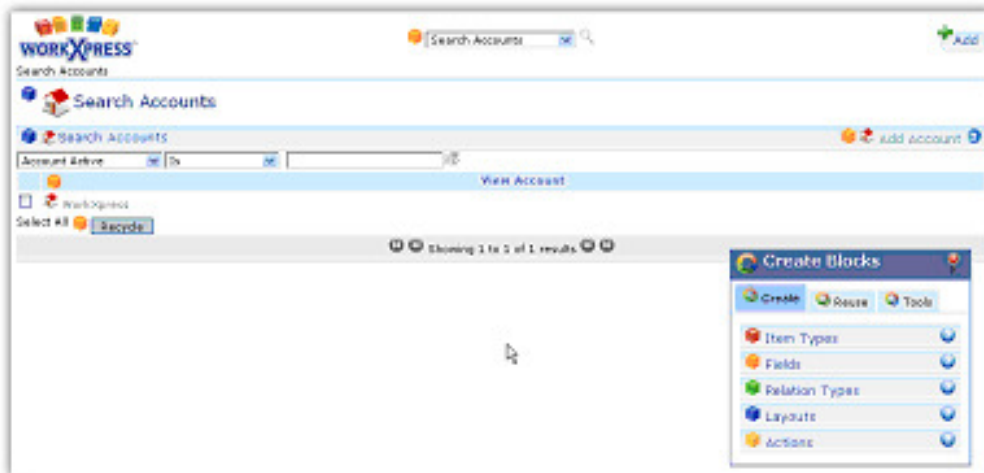 WORKXPRESS
Search Accounts
Add
Search Accounts
Search Accounts
Search Accounts
Add Account
Account Active
Is
View Account
WorkXpress
Select All
Recycle
Showing 1 to 1 of 1 results
Create Blocks
Create Reuse Tools
Item Types
Fields
Relation Types
Layouts
Actions